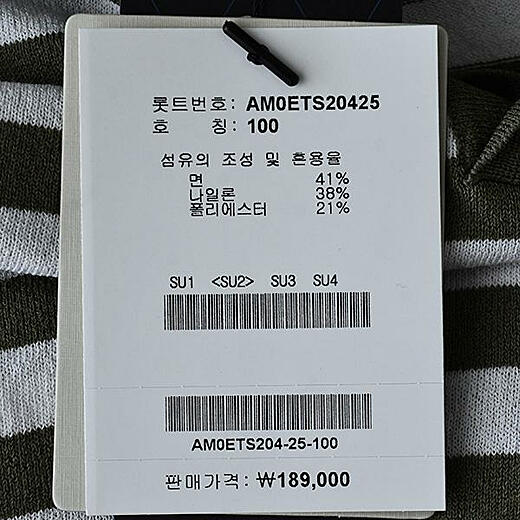 롯트번호: AM0ETS20425
호 칭: 100
섬유의 조성 및 혼용율
면 41%
나일론 38%
폴리에스터 21%
SU1 <SU2> SU3 SU4
AM0ETS204-25-100
판매가격: ₩189,000